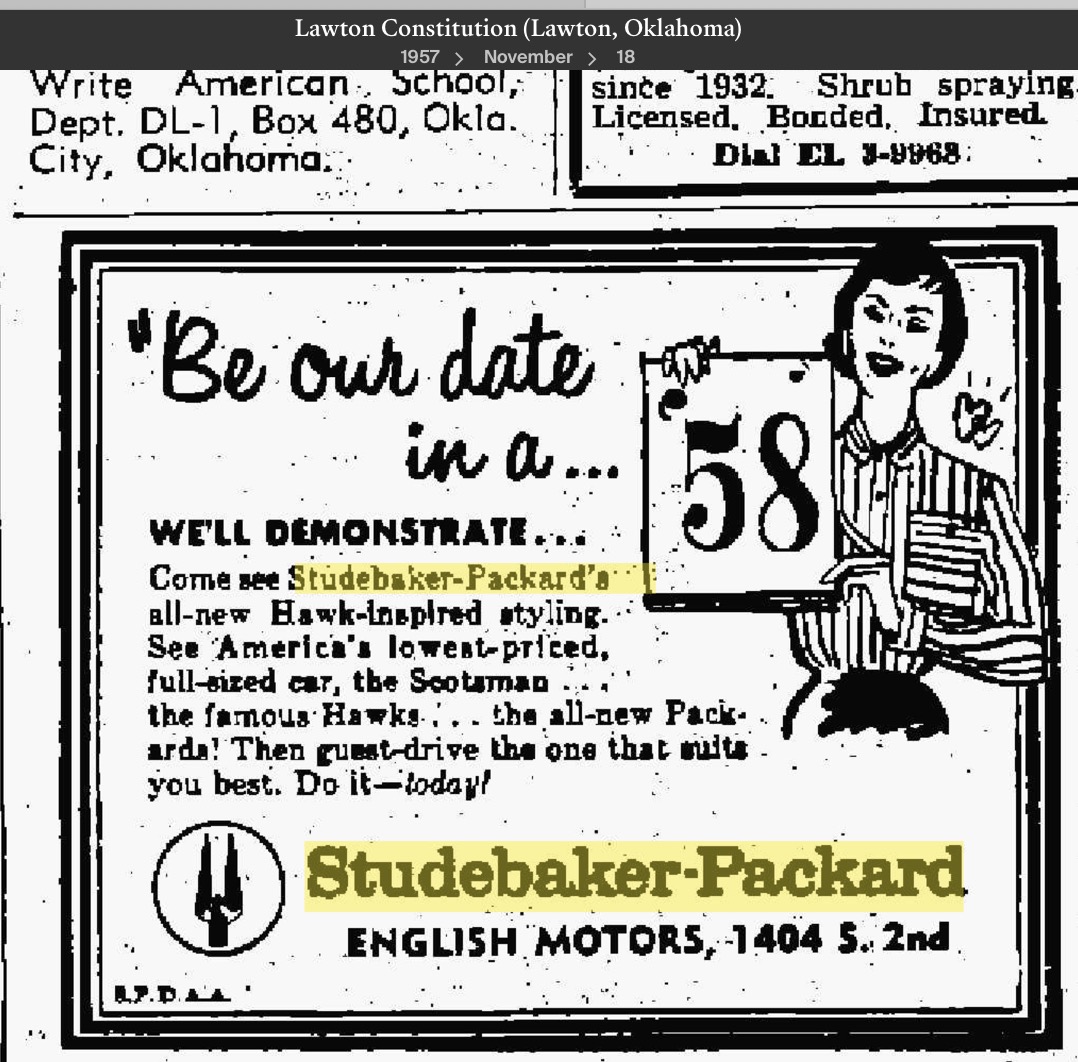 Lawton Constitution (Lawton, Oklahoma)
1957 > November > 18
Write American School,
Dept. DL-1, Box 480, Okla.
City, Oklahoma.
since 1932. Shrub spraying.
Licensed. Bonded. Insured.
Dial EL 3-9968
"Be our date
in a...
58
WE'LL DEMONSTRATE...
Come see Studebaker-Packard's
all-new Hawk-inspired styling.
See America's lowest-priced,
full-sized car, the Scotsman ...
the famous Hawks ... the all-new Pack-
ards! Then guest-drive the one that suits
you best. Do it—today!
Studebaker-Packard
ENGLISH MOTORS, 1404 S. 2nd
S.P.D.A.A.